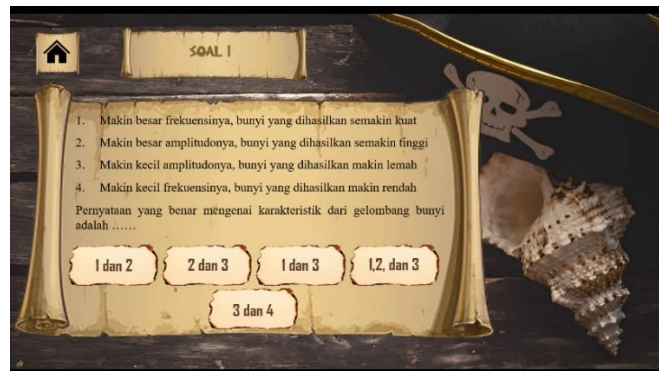 SOAL 1
1. Makin besar frekuensinya, bunyi yang dihasilkan semakin kuat
2. Makin besar amplitudonya, bunyi yang dihasilkan semakin tinggi
3. Makin kecil amplitudonya, bunyi yang dihasilkan makin lemah
4. Makin kecil frekuensinya, bunyi yang dihasilkan makin rendah
Pernyataan yang benar mengenai karakteristik dari gelombang bunyi
adalah ……
1 dan 2
2 dan 3
1 dan 3
1,2, dan 3
3 dan 4